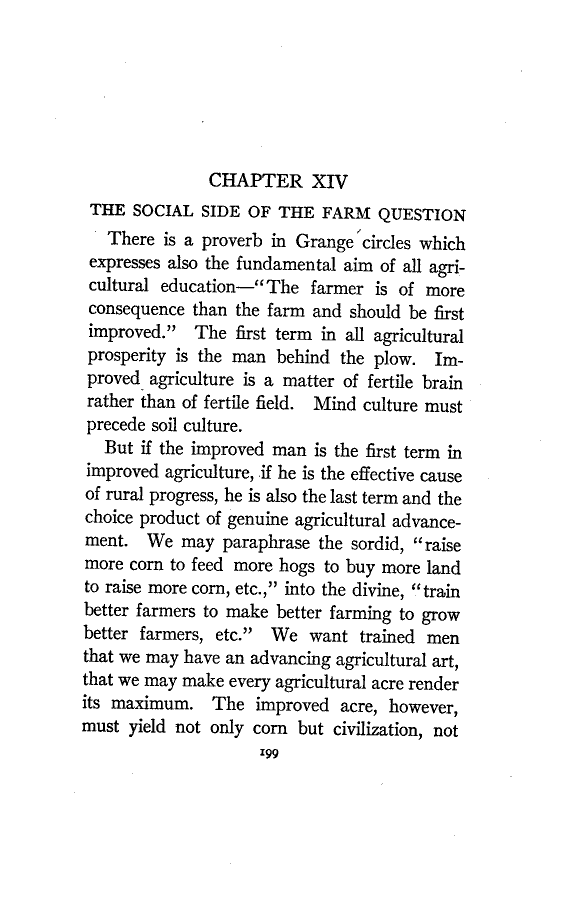 CHAPTER XIV
THE SOCIAL SIDE OF THE FARM QUESTION
There is a proverb in Grange circles which
expresses also the fundamental aim of all agri-
cultural education—“The farmer is of more
consequence than the farm and should be first
improved.” The first term in all agricultural
prosperity is the man behind the plow. Im-
proved agriculture is a matter of fertile brain
rather than of fertile field. Mind culture must
precede soil culture.
But if the improved man is the first term in
improved agriculture, if he is the effective cause
of rural progress, he is also the last term and the
choice product of genuine agricultural advance-
ment. We may paraphrase the sordid, “raise
more corn to feed more hogs to buy more land
to raise more corn, etc.,” into the divine, “train
better farmers to make better farming to grow
better farmers, etc.” We want trained men
that we may have an advancing agricultural art,
that we may make every agricultural acre render
its maximum. The improved acre, however,
must yield not only corn but civilization, not
199